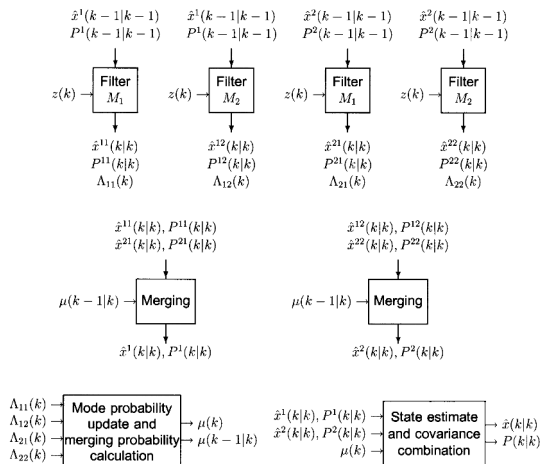 x̂¹(k−1|k−1) x̂¹(k−1|k−1) x̂²(k−1|k−1) x̂²(k−1|k−1)
P¹(k−1|k−1) P¹(k−1|k−1) P²(k−1|k−1) P²(k−1|k−1)
z(k) Filter M₁ z(k) Filter M₂ z(k) Filter M₁ z(k) Filter M₂
x̂¹¹(k|k) x̂¹²(k|k) x̂²¹(k|k) x̂²²(k|k)
P¹¹(k|k) P¹²(k|k) P²¹(k|k) P²²(k|k)
Λ₁₁(k) Λ₁₂(k) Λ₂₁(k) Λ₂₂(k)
x̂¹¹(k|k), P¹¹(k|k) x̂¹²(k|k), P¹²(k|k)
x̂²¹(k|k), P²¹(k|k) x̂²²(k|k), P²²(k|k)
μ(k−1|k) Merging μ(k−1|k) Merging
x̂¹(k|k), P¹(k|k) x̂²(k|k), P²(k|k)
Λ₁₁(k)
Λ₁₂(k)
Λ₂₁(k)
Λ₂₂(k)
Mode probability
update and
merging probability
calculation
μ(k)
μ(k−1|k)
x̂¹(k|k), P¹(k|k)
x̂²(k|k), P²(k|k)
μ(k)
State estimate
and covariance
combination
x̂(k|k)
P(k|k)